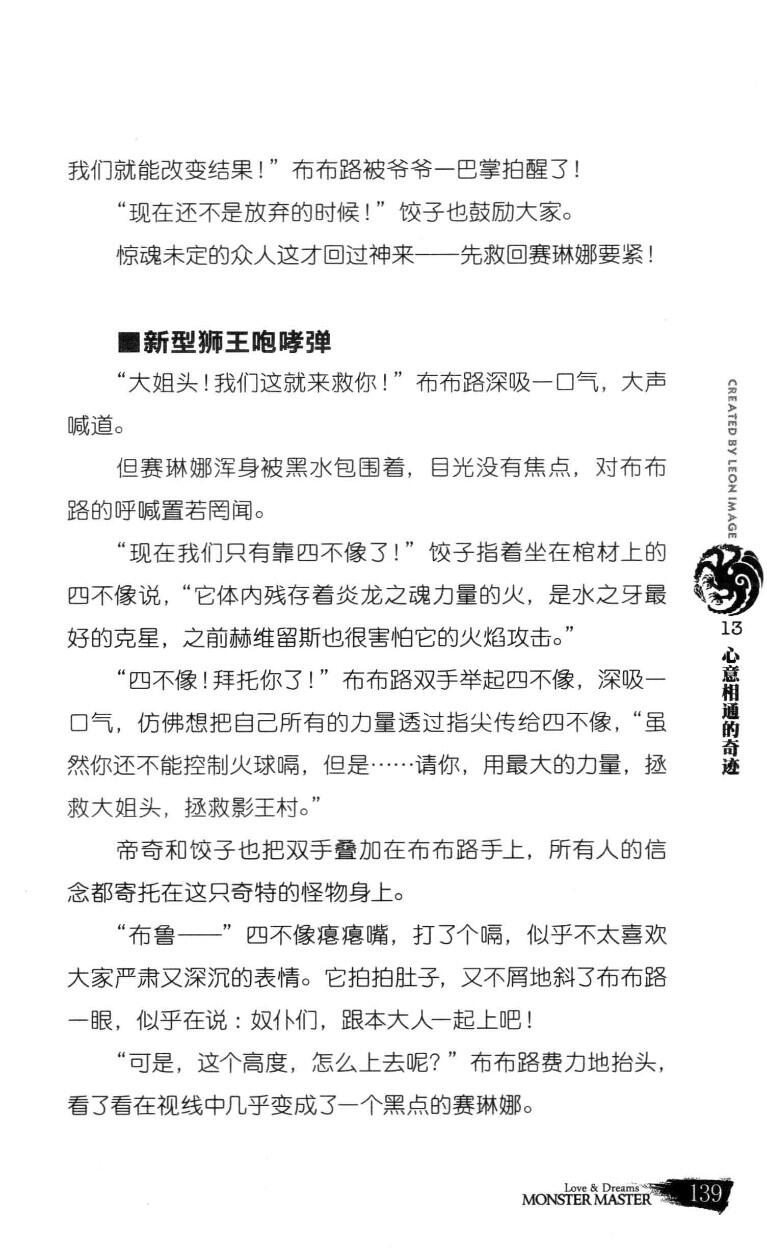 我们就能改变结果！”布布路被爷爷一巴掌拍醒了！
“现在还不是放弃的时候！”饺子也鼓励大家。
惊魂未定的众人这才回过神来——先救回赛琳娜要紧！
■新型狮王咆哮弹
“大姐头！我们这就来救你！”布布路深吸一口气，大声
喊道。
但赛琳娜浑身被黑水包围着，目光没有焦点，对布布
路的呼喊置若罔闻。
“现在我们只有靠四不像了！”饺子指着坐在棺材上的
四不像说，“它体内残存着炎龙之魂力量的火，是水之牙最
好的克星，之前赫维留斯也很害怕它的火焰攻击。”
“四不像！拜托你了！”布布路双手举起四不像，深吸一
口气，仿佛想把自己所有的力量透过指尖传给四不像，“虽
然你还不能控制火球嗝，但是……请你，用最大的力量，拯
救大姐头，拯救影王村。”
帝奇和饺子也把双手叠加在布布路手上，所有人的信
念都寄托在这只奇特的怪物身上。
“布鲁——”四不像瘪瘪嘴，打了个嗝，似乎不太喜欢
大家严肃又深沉的表情。它拍拍肚子，又不屑地斜了布布路
一眼，似乎在说：奴仆们，跟本大人一起上吧！
“可是，这个高度，怎么上去呢？”布布路费力地抬头，
看了看在视线中几乎变成了一个黑点的赛琳娜。
CREATED BY LEON IMAGE
13
心意相通的奇迹
Love & Dreams
MONSTER MASTER
139